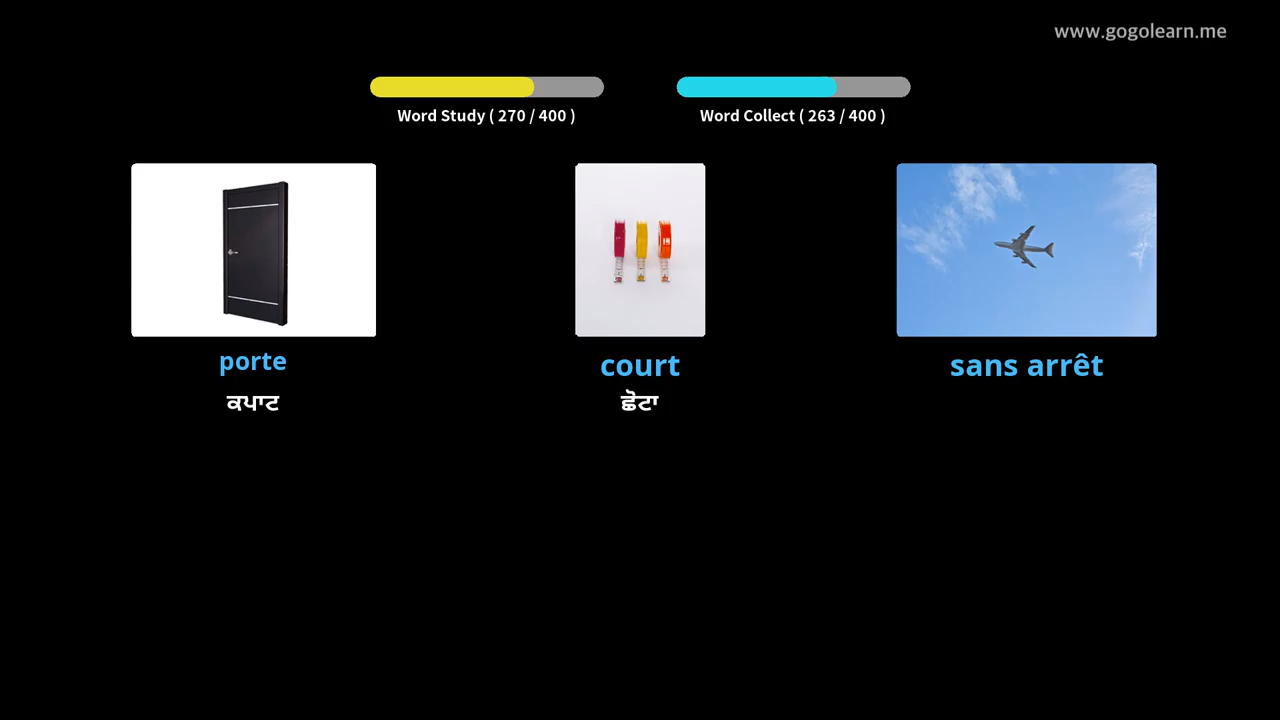 www.gogolearn.me
Word Study ( 270 / 400 )
Word Collect ( 263 / 400 )
porte
court
sans arrêt
ਕਪਾਟ
ਛੋਟਾ